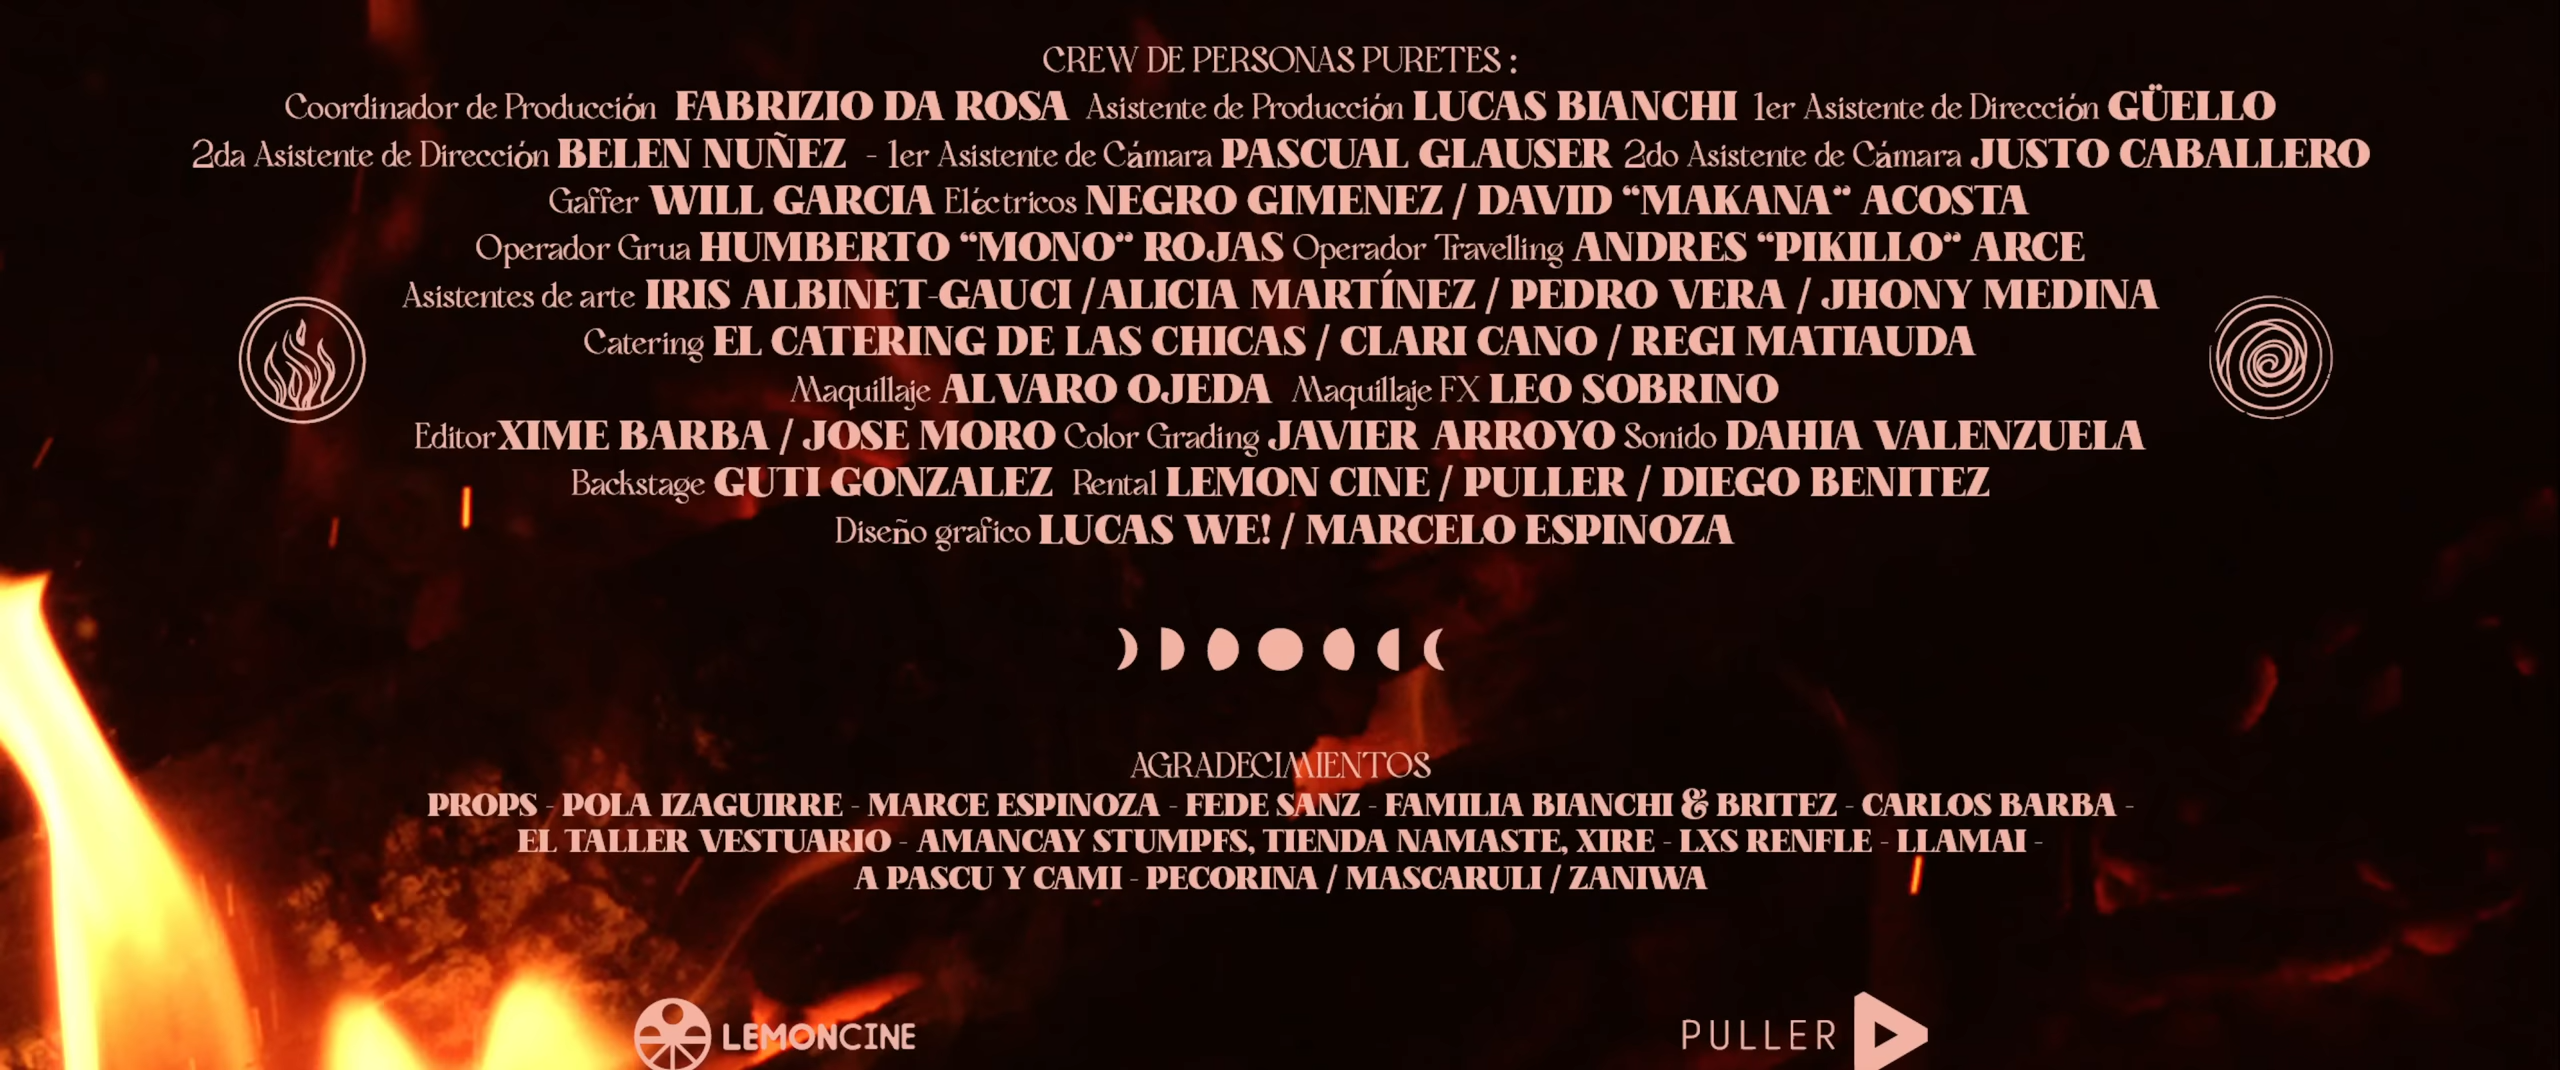 CREW DE PERSONAS PURETES :
Coordinador de Producción FABRIZIO DA ROSA Asistente de Producción LUCAS BIANCHI 1er Asistente de Dirección GÜELLO
2da Asistente de Dirección BELEN NUÑEZ - 1er Asistente de Cámara PASCUAL GLAUSER 2do Asistente de Cámara JUSTO CABALLERO
Gaffer WILL GARCIA Eléctricos NEGRO GIMENEZ / DAVID “MAKANA” ACOSTA
Operador Grua HUMBERTO “MONO” ROJAS Operador Travelling ANDRES “PIKILLO” ARCE
Asistentes de arte IRIS ALBINET-GAUCI /ALICIA MARTÍNEZ / PEDRO VERA / JHONY MEDINA
Catering EL CATERING DE LAS CHICAS / CLARI CANO / REGI MATIAUDA
Maquillaje ALVARO OJEDA Maquillaje FX LEO SOBRINO
Editor XIME BARBA / JOSE MORO Color Grading JAVIER ARROYO Sonido DAHIA VALENZUELA
Backstage GUTI GONZALEZ Rental LEMON CINE / PULLER / DIEGO BENITEZ
Diseño grafico LUCAS WE! / MARCELO ESPINOZA
AGRADECIMIENTOS
PROPS - POLA IZAGUIRRE - MARCE ESPINOZA - FEDE SANZ - FAMILIA BIANCHI & BRITEZ - CARLOS BARBA -
EL TALLER VESTUARIO - AMANCAY STUMPFS, TIENDA NAMASTE, XIRE - LXS RENFLE - LLAMAI -
A PASCU Y CAMI - PECORINA / MASCARULI / ZANIWA
LEMONCINE
PULLER